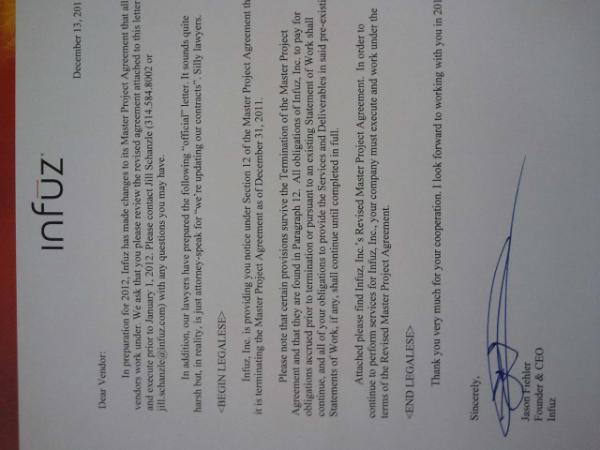 infūz
December 13, 201
Dear Vendor:
In preparation for 2012, Infuz has made changes to its Master Project Agreement that all
vendors work under. We ask that you please review the revised agreement attached to this letter
and execute prior to January 1, 2012. Please contact Jill Schanzle (314.584.8002 or
jill.schanzle@infuz.com) with any questions you may have.
In addition, our lawyers have prepared the following "official" letter. It sounds quite
harsh but, in reality, is just attorney-speak for "we're updating our contracts". Silly lawyers.
<BEGIN LEGALESE>
Infuz, Inc. is providing you notice under Section 12 of the Master Project Agreement th
it is terminating the Master Project Agreement as of December 31, 2011.
Please note that certain provisions survive the Termination of the Master Project
Agreement and that they are found in Paragraph 12. All obligations of Infuz, Inc. to pay for
obligations accrued prior to termination or pursuant to an existing Statement of Work shall
continue, and all of your obligations to provide the Services and Deliverables in said pre-existi
Statements of Work, if any, shall continue until completed in full.
Attached please find Infuz, Inc.'s Revised Master Project Agreement. In order to
continue to perform services for Infuz, Inc., your company must execute and work under the
terms of the Revised Master Project Agreement.
<END LEGALESE>
Thank you very much for your cooperation. I look forward to working with you in 201
Sincerely,
Jason Fiehler
Founder & CEO
Infuz